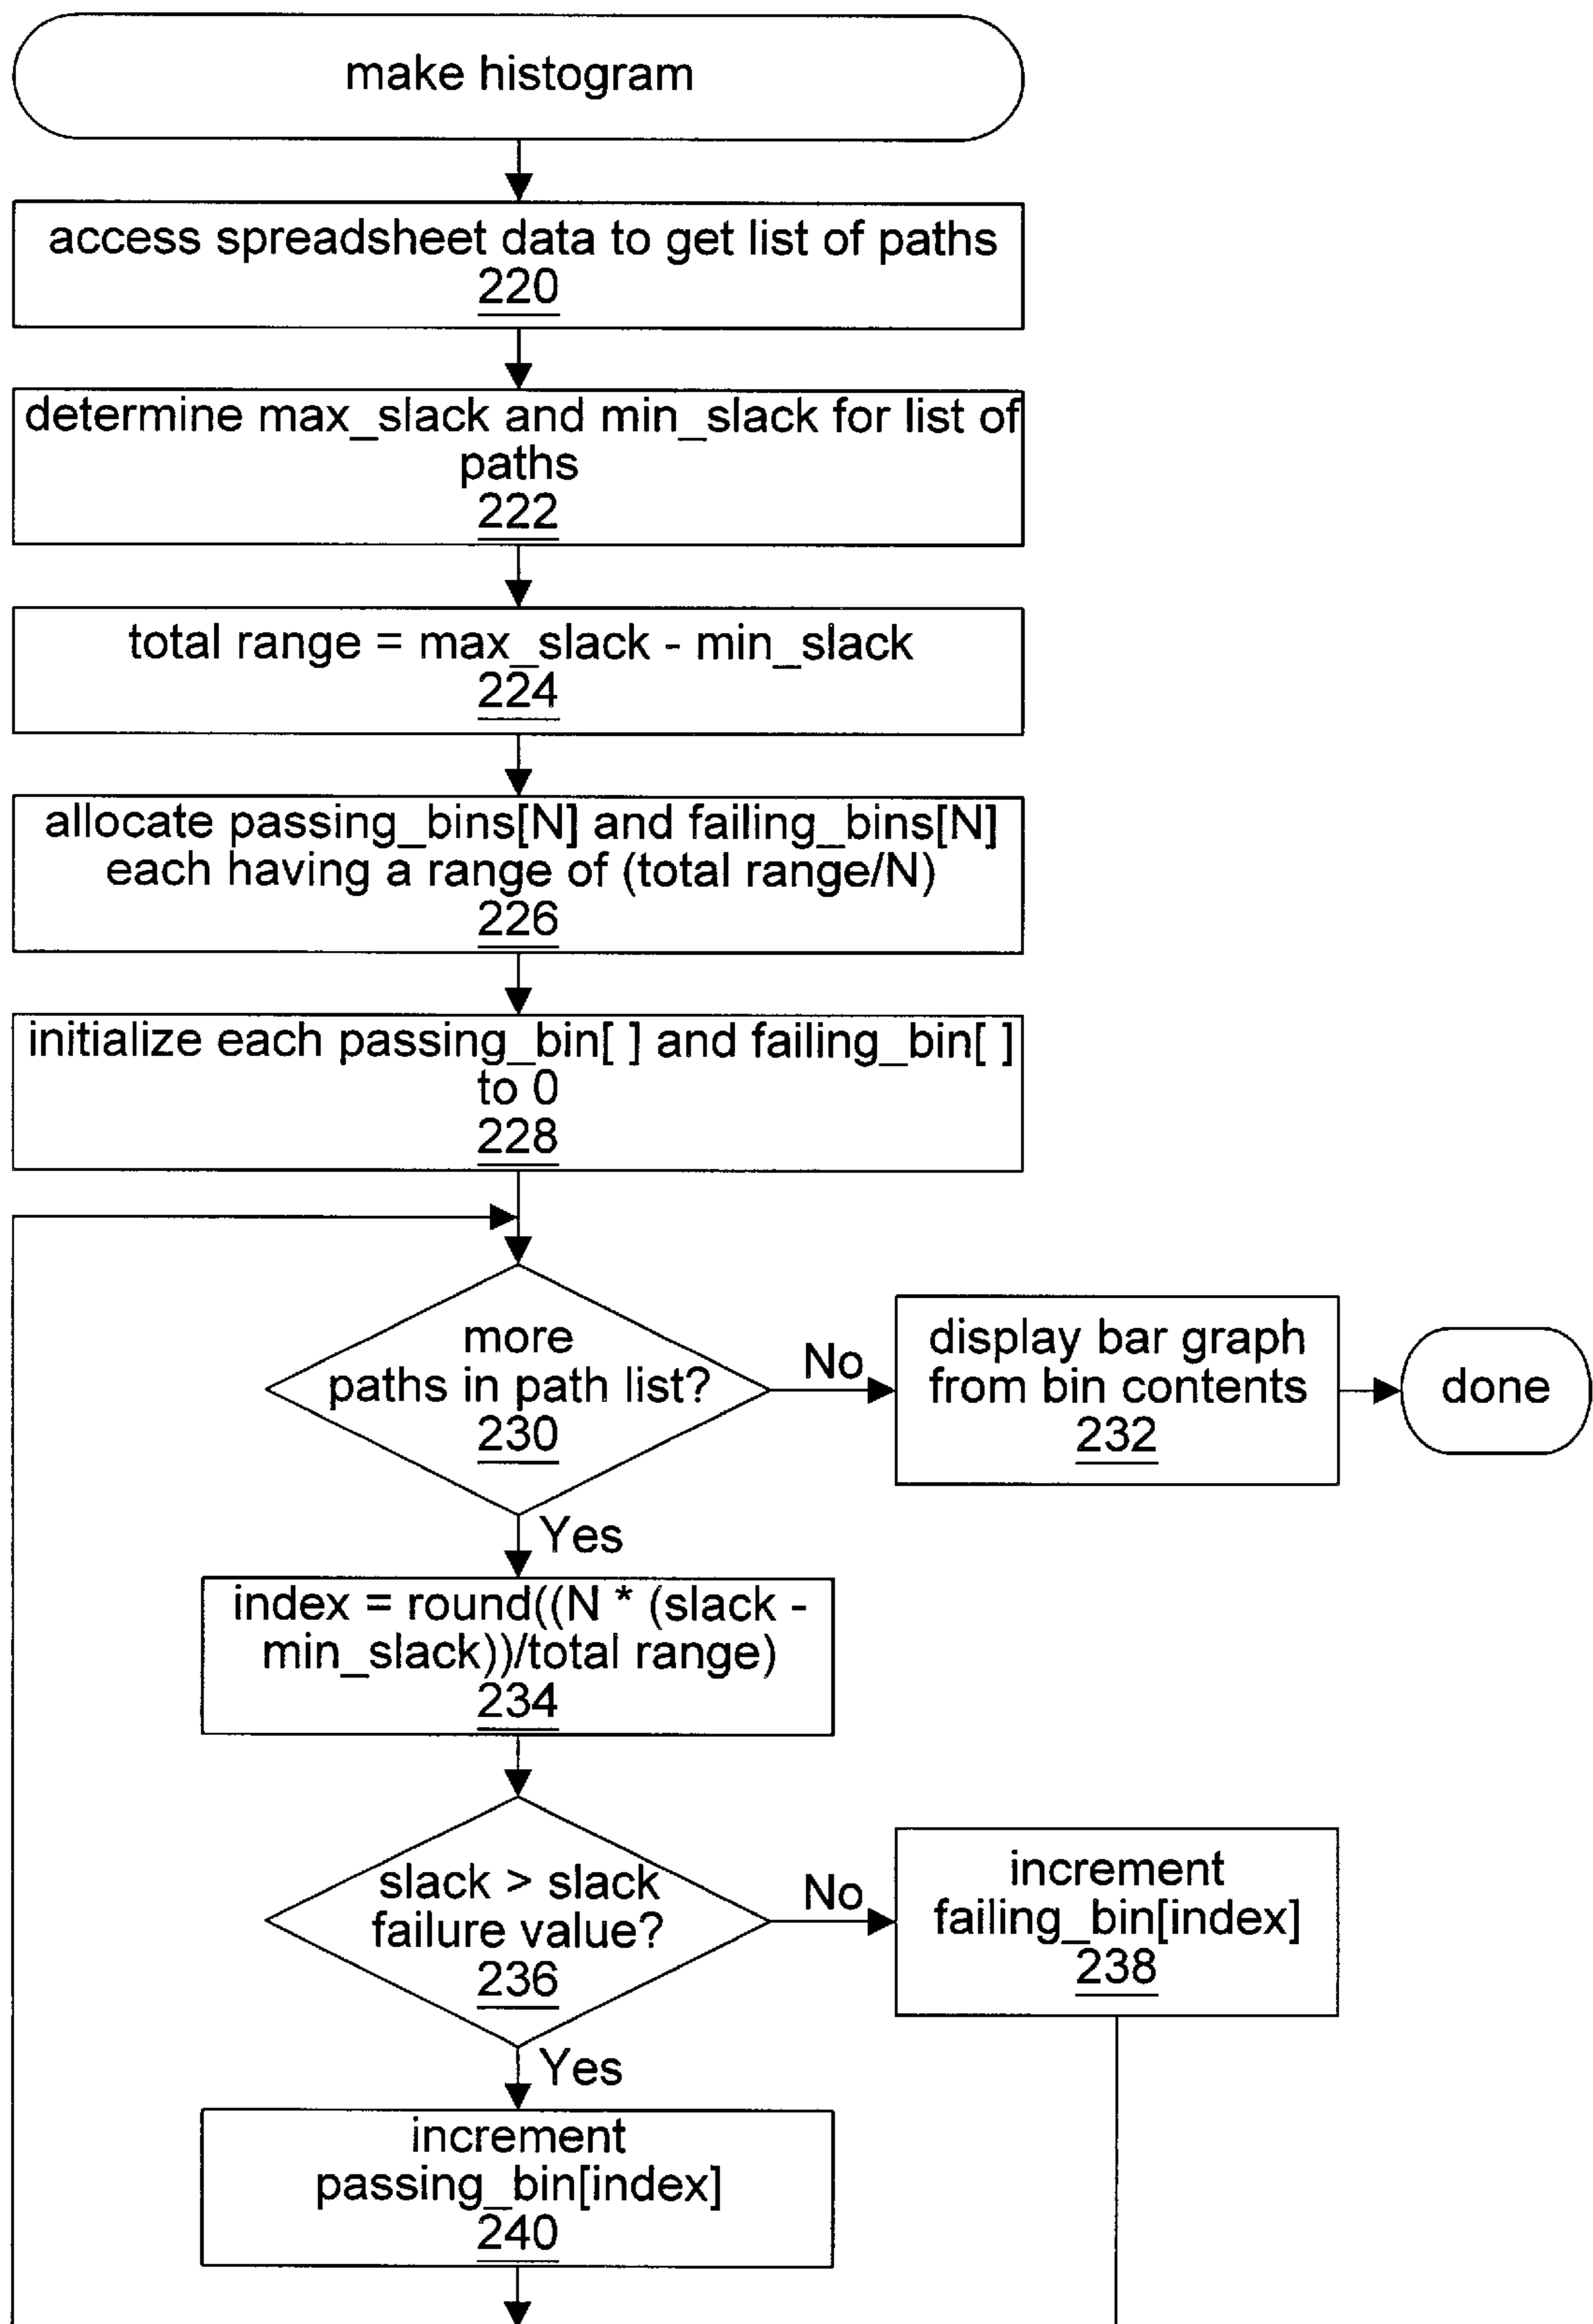 make histogram
access spreadsheet data to get list of paths
220
determine max_slack and min_slack for list of
paths
222
total range = max_slack - min_slack
224
allocate passing_bins[N] and failing_bins[N]
each having a range of (total range/N)
226
initialize each passing_bin[ ] and failing_bin[ ]
to 0
228
more
paths in path list?
230
No
display bar graph
from bin contents
232
done
Yes
index = round((N * (slack -
min_slack))/total range)
234
slack > slack
failure value?
236
No
increment
failing_bin[index]
238
Yes
increment
passing_bin[index]
240